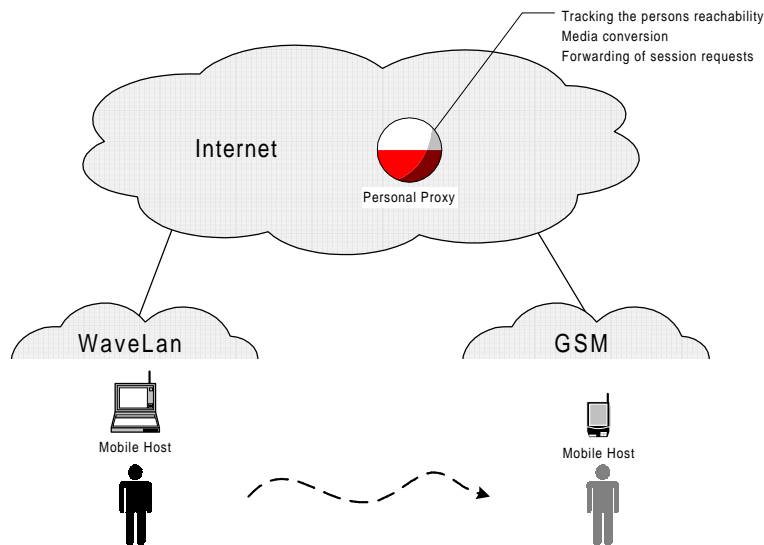 Tracking the persons reachability
Media conversion
Forwarding of session requests
Internet
Personal Proxy
WaveLan
GSM
Mobile Host
Mobile Host